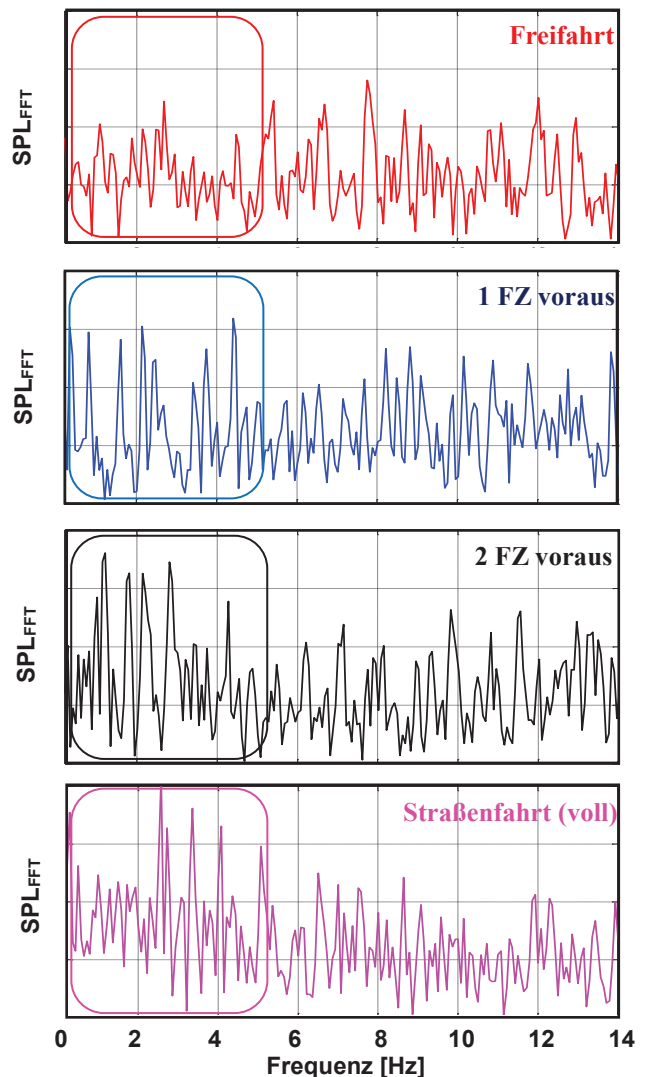 Freifahrt
SPLFFT
1 FZ voraus
SPLFFT
2 FZ voraus
SPLFFT
Straßenfahrt (voll)
SPLFFT
0 2 4 6 8 10 12 14
Frequenz [Hz]